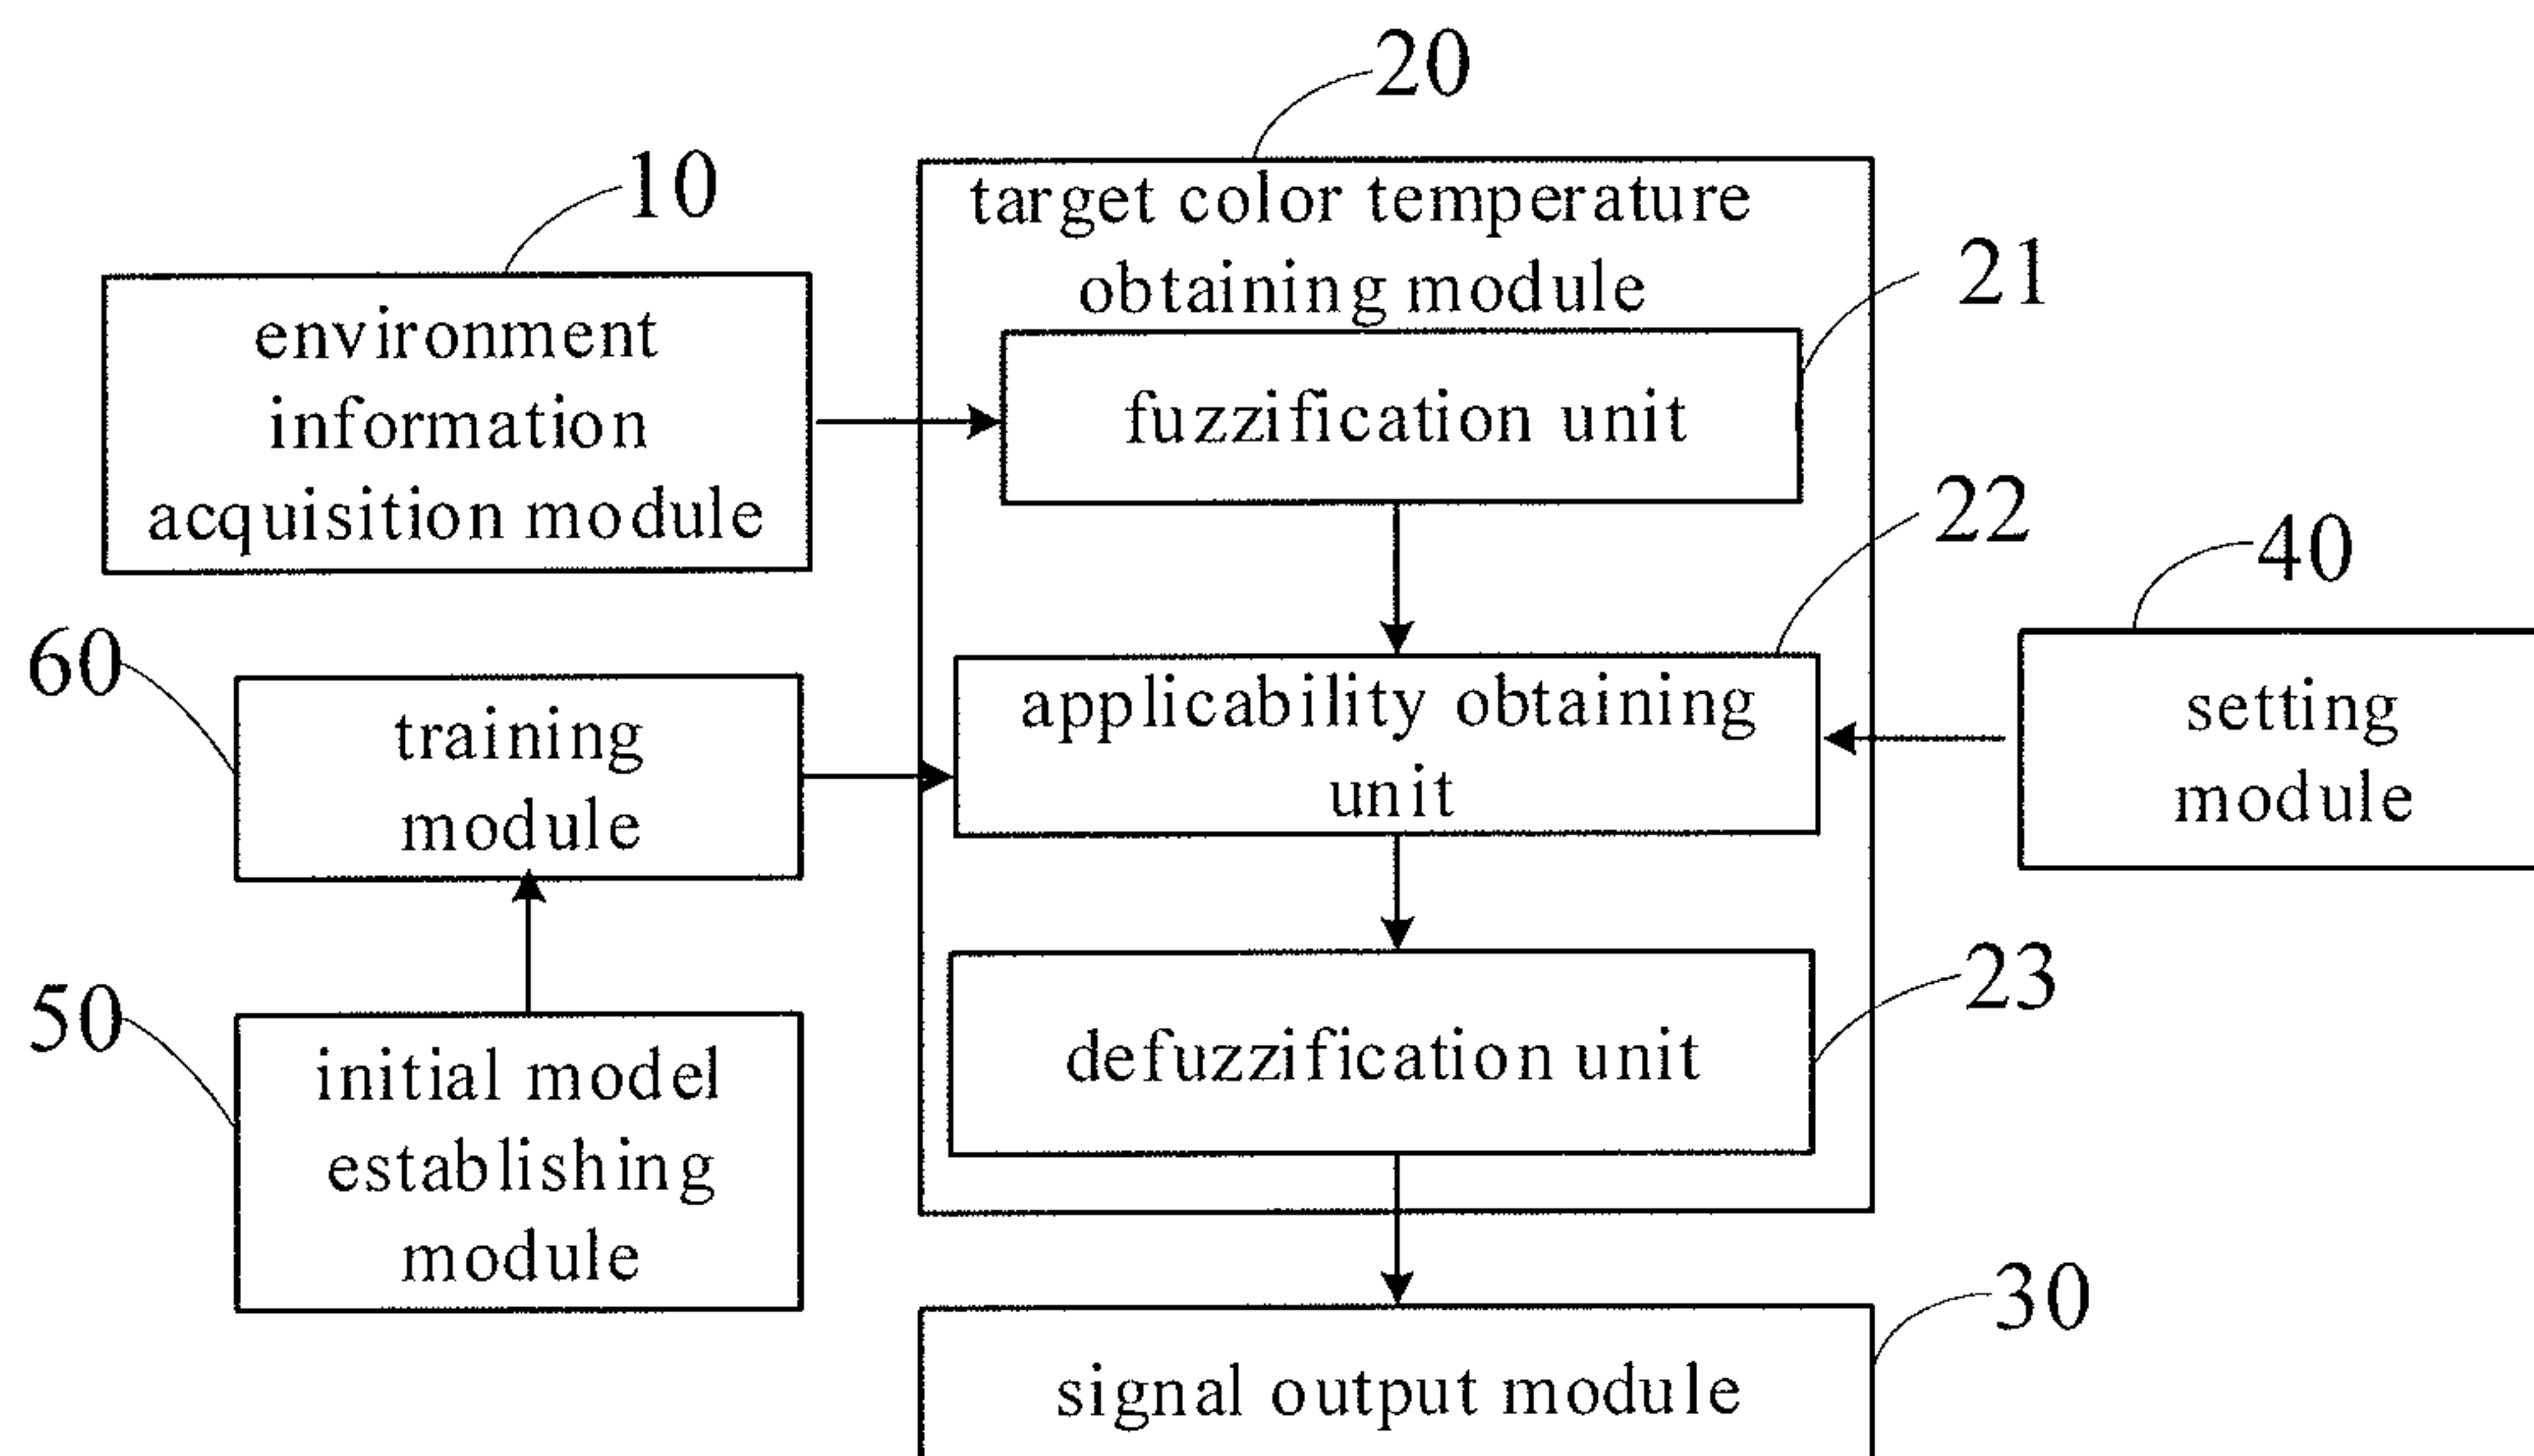 20
10
target color temperature
obtaining module
21
environment
information
acquisition module
fuzzification unit
22
40
60
training
module
applicability obtaining
unit
setting
module
50
initial model
establishing
module
defuzzification unit
23
30
signal output module